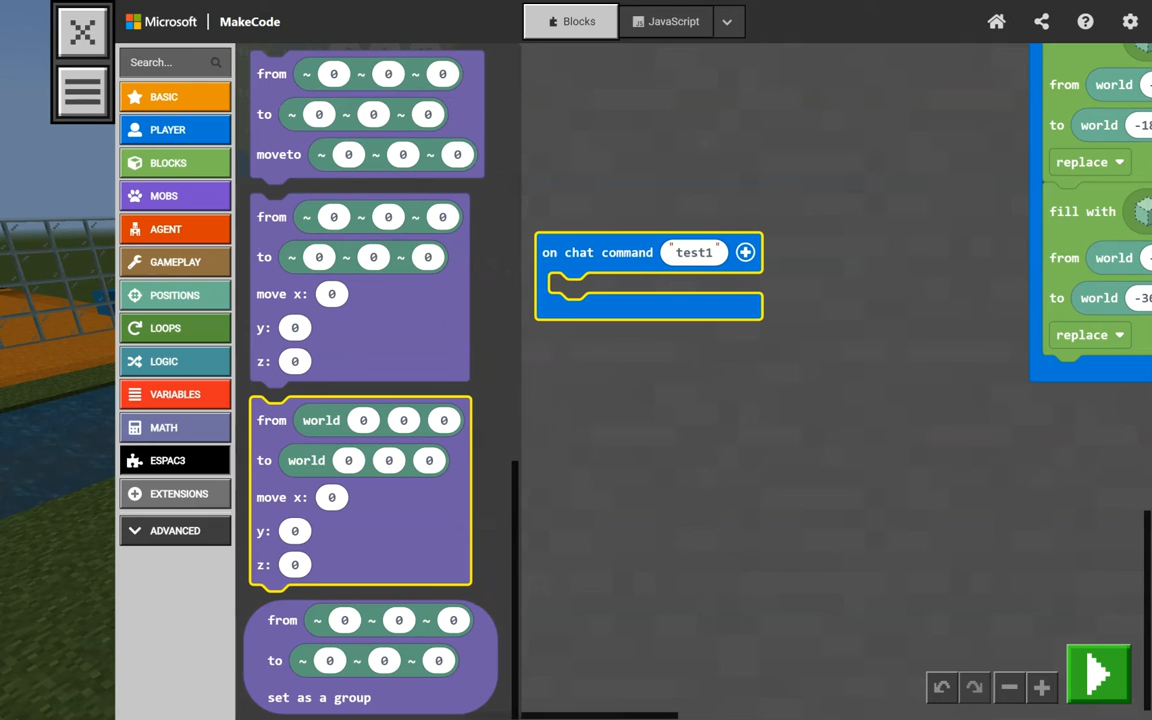 Microsoft | MakeCode
Blocks
JavaScript
Search...
BASIC
PLAYER
BLOCKS
MOBS
AGENT
GAMEPLAY
POSITIONS
LOOPS
LOGIC
VARIABLES
MATH
ESPAC3
EXTENSIONS
ADVANCED
from ~ 0 ~ 0 ~ 0
to ~ 0 ~ 0 ~ 0
moveto ~ 0 ~ 0 ~ 0
from ~ 0 ~ 0 ~ 0
to ~ 0 ~ 0 ~ 0
move x: 0
y: 0
z: 0
from world 0 0 0
to world 0 0 0
move x: 0
y: 0
z: 0
from ~ 0 ~ 0 ~ 0
to ~ 0 ~ 0 ~ 0
set as a group
on chat command "test1"
from world -
to world -18
replace
fill with
from world -
to world -36
replace